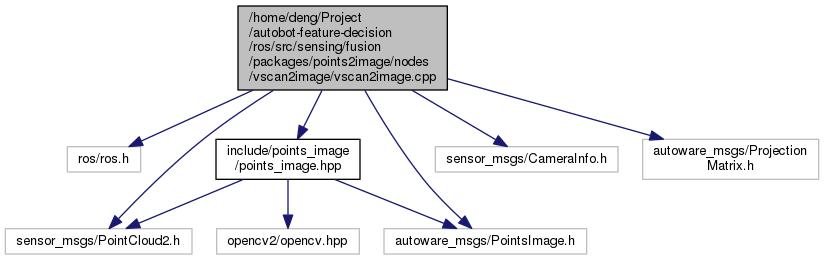 /home/deng/Project
/autobot-feature-decision
/ros/src/sensing/fusion
/packages/points2image/nodes
/vscan2image/vscan2image.cpp
ros/ros.h
include/points_image
/points_image.hpp
sensor_msgs/CameraInfo.h
autoware_msgs/Projection
Matrix.h
sensor_msgs/PointCloud2.h
opencv2/opencv.hpp
autoware_msgs/PointsImage.h